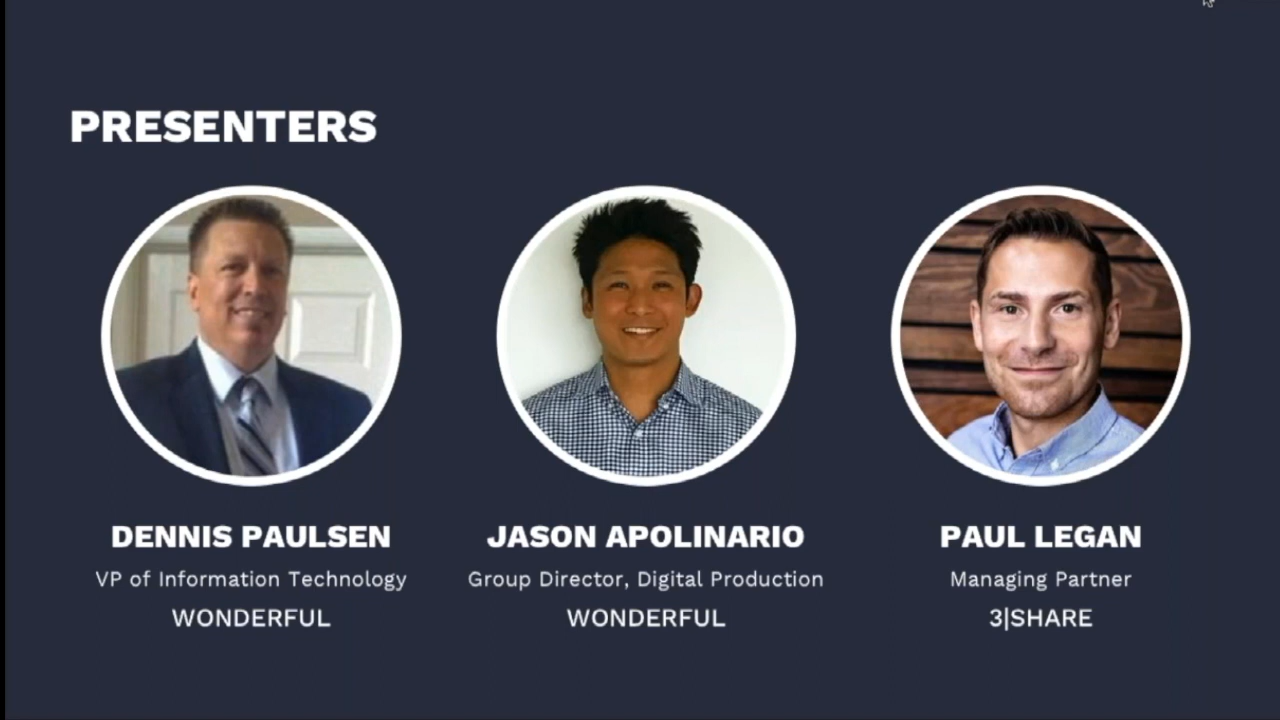 PRESENTERS
DENNIS PAULSEN
VP of Information Technology
WONDERFUL
JASON APOLINARIO
Group Director, Digital Production
WONDERFUL
PAUL LEGAN
Managing Partner
3|SHARE